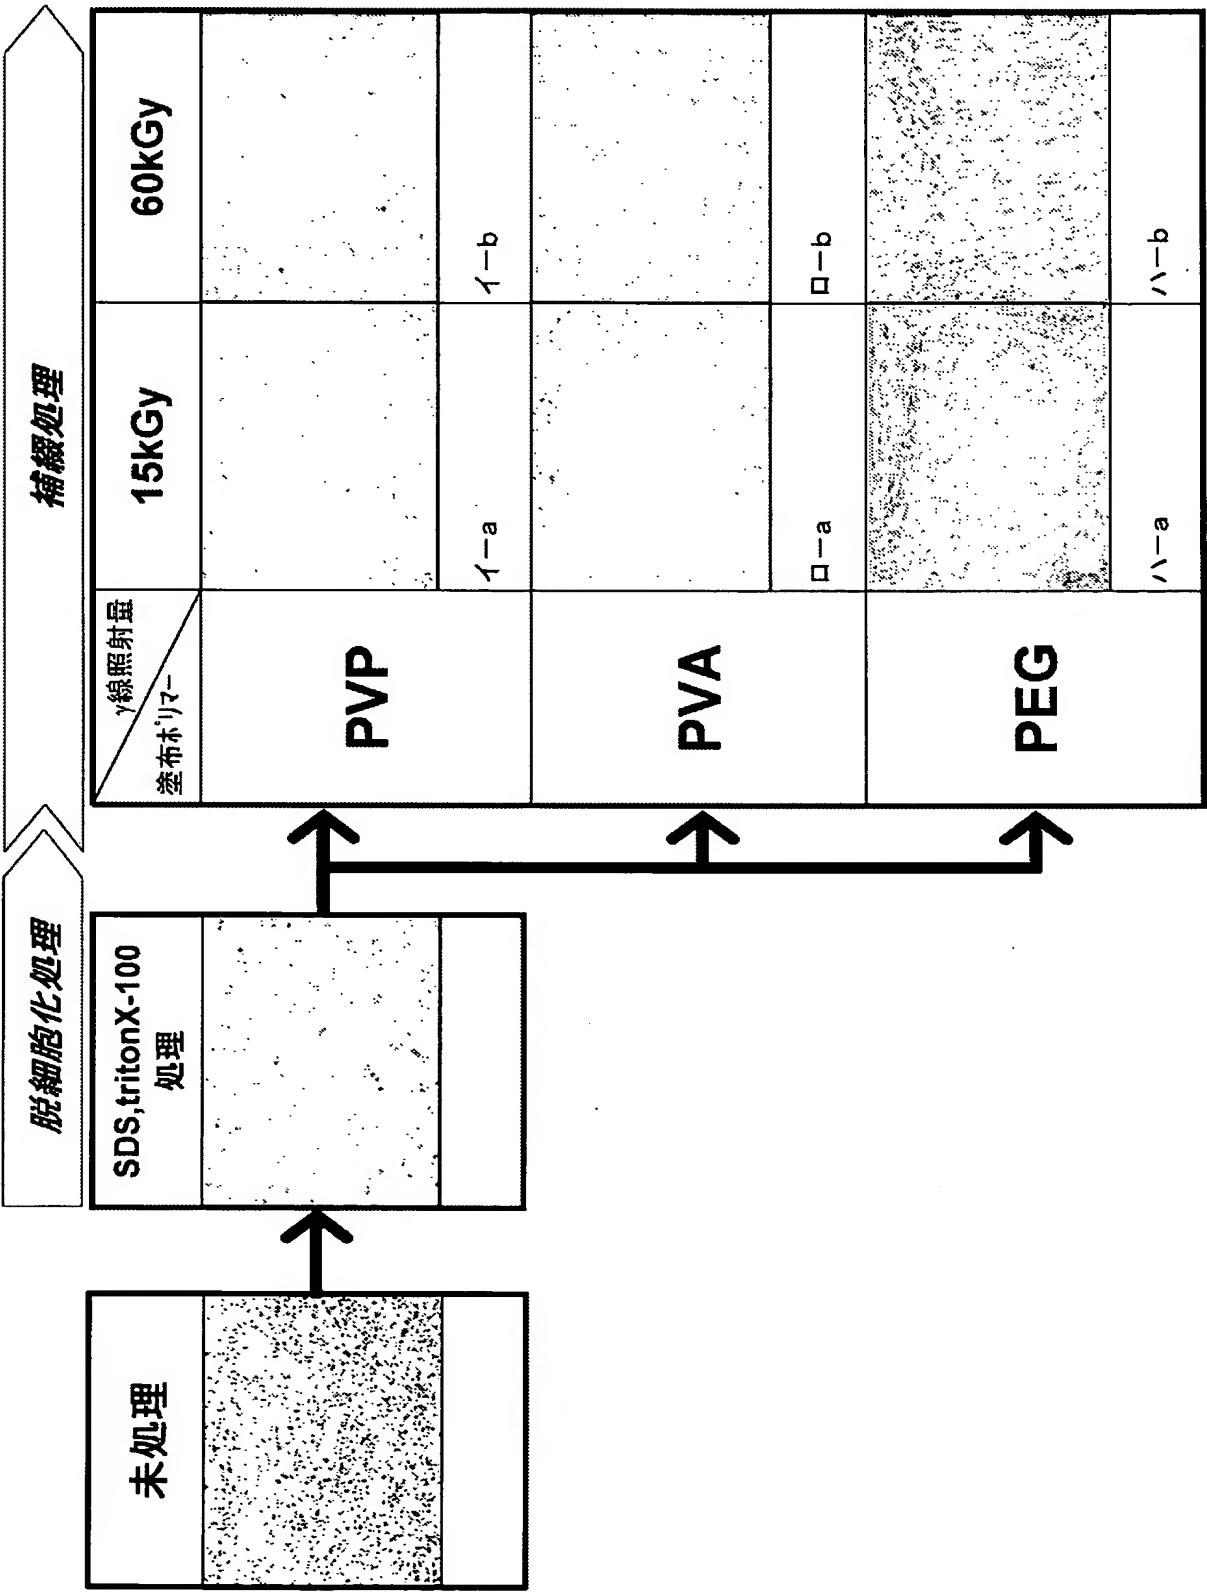 脱細胞化処理
補綴処理
未処理
SDS,tritonX-100
処理
γ線照射量
塗布ポリマー
15kGy
60kGy
PVP
イーa
イーb
PVA
ローa
ローb
PEG
ハーa
ハーb